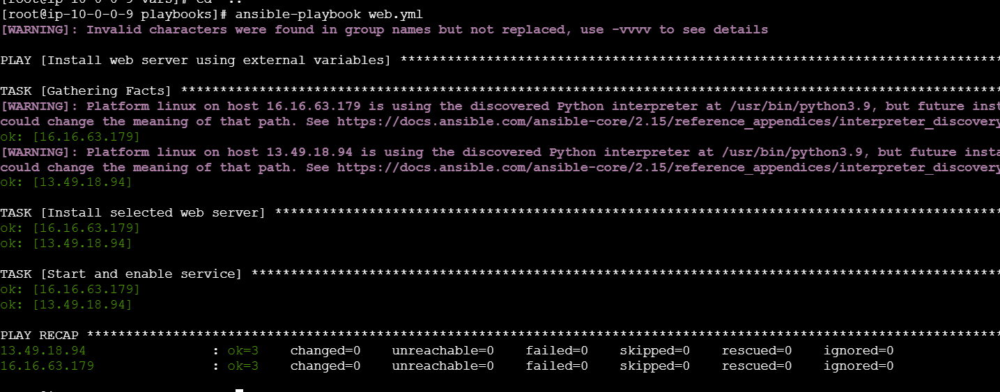 [root@ip-10-0-0-9 vars]# cd ..
[root@ip-10-0-0-9 playbooks]# ansible-playbook web.yml
[WARNING]: Invalid characters were found in group names but not replaced, use -vvvv to see details
PLAY [Install web server using external variables] *****************************************************************************
TASK [Gathering Facts] *********************************************************************************************************
[WARNING]: Platform linux on host 16.16.63.179 is using the discovered Python interpreter at /usr/bin/python3.9, but future inst
could change the meaning of that path. See https://docs.ansible.com/ansible-core/2.15/reference_appendices/interpreter_discovery
ok: [16.16.63.179]
[WARNING]: Platform linux on host 13.49.18.94 is using the discovered Python interpreter at /usr/bin/python3.9, but future insta
could change the meaning of that path. See https://docs.ansible.com/ansible-core/2.15/reference_appendices/interpreter_discovery
ok: [13.49.18.94]
TASK [Install selected web server] *********************************************************************************************
ok: [16.16.63.179]
ok: [13.49.18.94]
TASK [Start and enable service] ************************************************************************************************
ok: [16.16.63.179]
ok: [13.49.18.94]
PLAY RECAP *********************************************************************************************************************
13.49.18.94 : ok=3 changed=0 unreachable=0 failed=0 skipped=0 rescued=0 ignored=0
16.16.63.179 : ok=3 changed=0 unreachable=0 failed=0 skipped=0 rescued=0 ignored=0